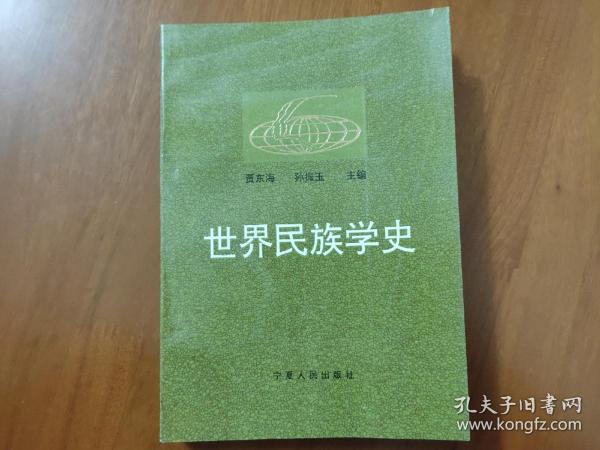 贾东海 孙振玉 主编
世界民族学史
宁夏人民出版社
孔夫子旧书网
www.kongfz.com